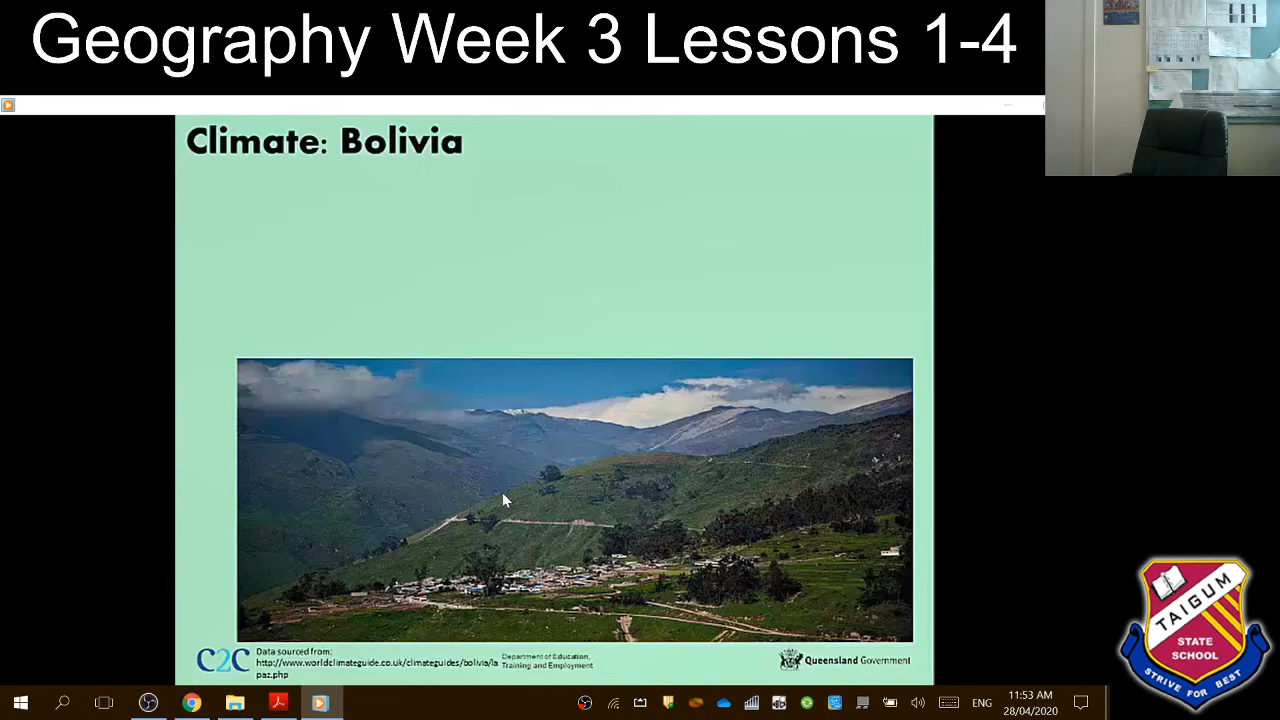 Geography Week 3 Lessons 1-4
Climate: Bolivia
C2C
Data sourced from:
http://www.worldclimateguide.co.uk/climateguides/bolivia/la
paz.php
Department of Education,
Training and Employment
Queensland Government
TAIGUM
STATE
SCHOOL
STRIVE FOR BEST
ENG
11:53 AM
28/04/2020